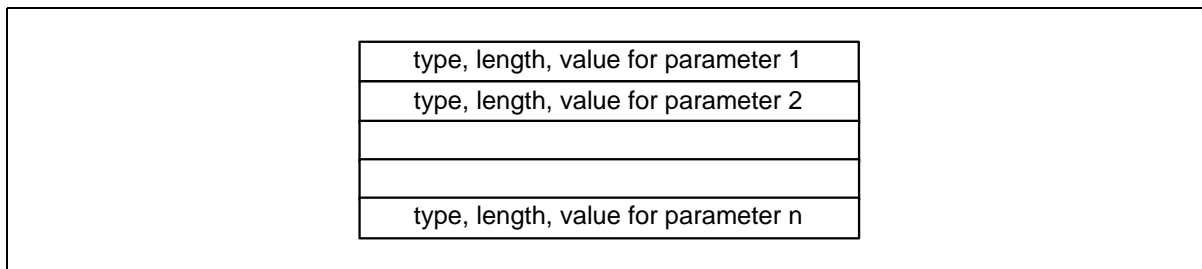 type, length, value for parameter 1
type, length, value for parameter 2
type, length, value for parameter n